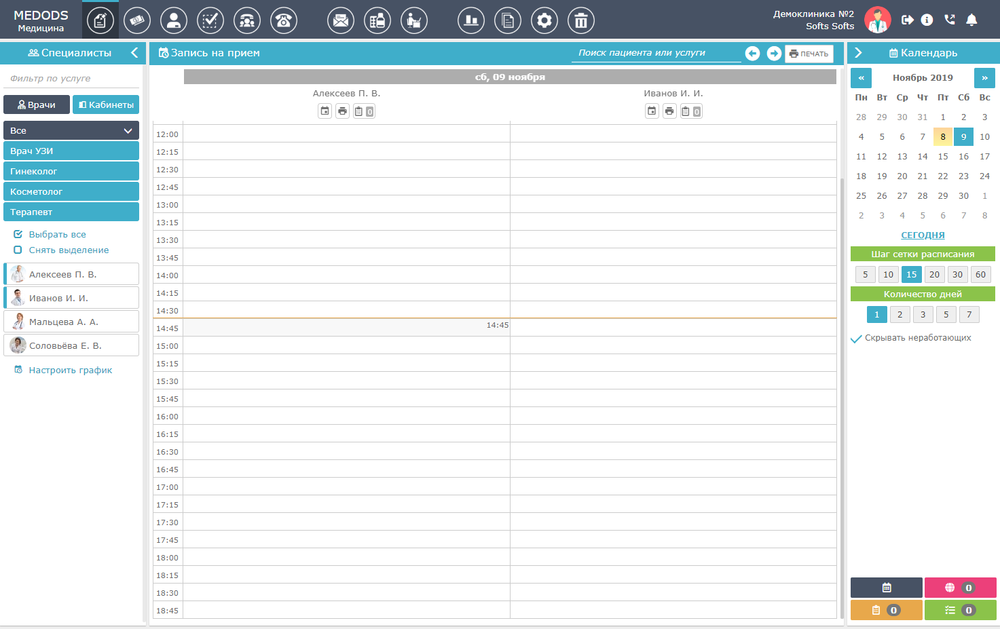 MEDODS
Медицина
Демоклиника №2
Softs Softs
Специалисты
Фильтр по услуге
Врачи
Кабинеты
Все
Врач УЗИ
Гинеколог
Косметолог
Терапевт
Выбрать все
Снять выделение
Алексеев П. В.
Иванов И. И.
Мальцева А. А.
Соловьёва Е. В.
Настроить график
Запись на прием
Поиск пациента или услуги
ПЕЧАТЬ
сб, 09 ноября
Алексеев П. В.
Иванов И. И.
0
0
12:00
12:15
12:30
12:45
13:00
13:15
13:30
13:45
14:00
14:15
14:30
14:45 14:45
15:00
15:15
15:30
15:45
16:00
16:15
16:30
16:45
17:00
17:15
17:30
17:45
18:00
18:15
18:30
18:45
Календарь
« Ноябрь 2019 »
Пн Вт Ср Чт Пт Сб Вс
28 29 30 31 1 2 3
4 5 6 7 8 9 10
11 12 13 14 15 16 17
18 19 20 21 22 23 24
25 26 27 28 29 30 1
2 3 4 5 6 7 8
СЕГОДНЯ
Шаг сетки расписания
5 10 15 20 30 60
Количество дней
1 2 3 5 7
Скрывать неработающих
0
0
0